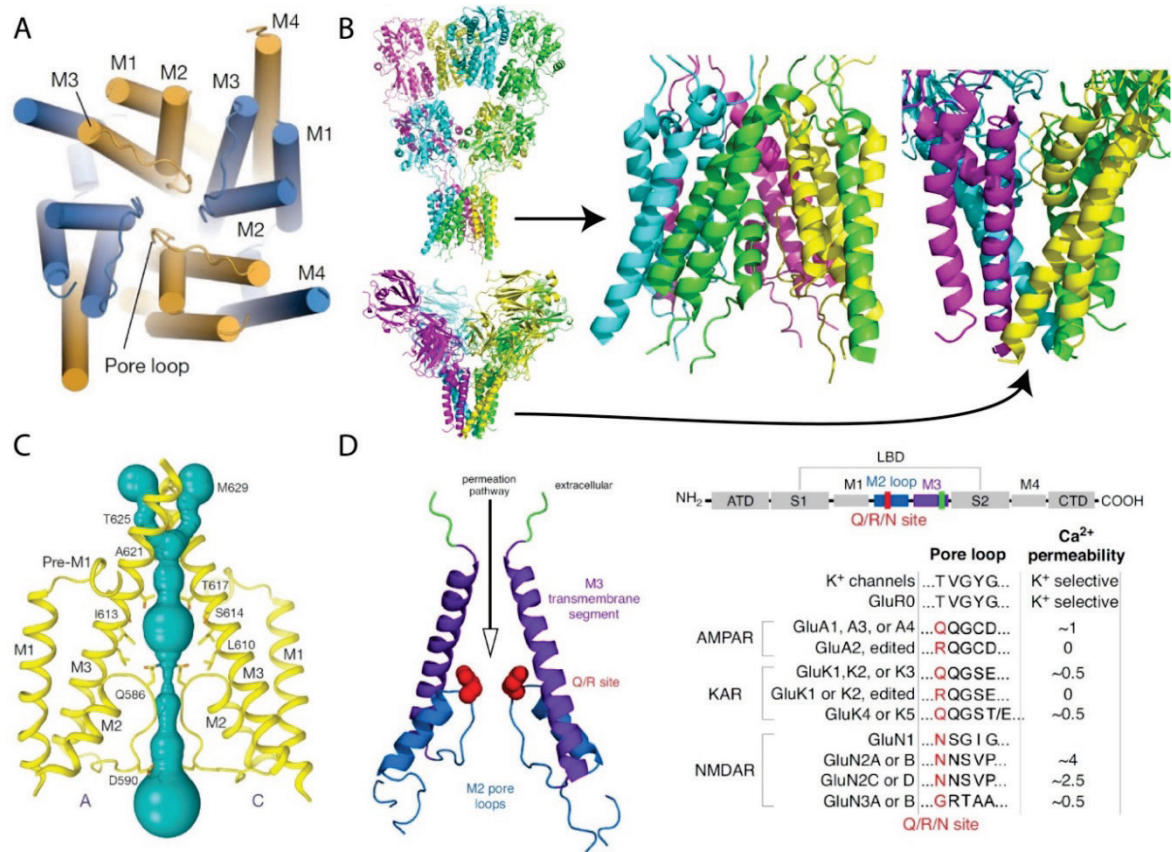 A
M4
M3
M1
M2
M3
M1
M2
M4
Pore loop
B
C
M629
T625
A621
Pre-M1
T617
I613
S614
M1
L610
M1
M3
M3
Q586
M2
M2
D590
A
C
D
permeation
pathway
extracellular
M3
transmembrane
segment
Q/R site
M2 pore
loops
LBD
M1 M2 loop M3 M4
NH2 ATD S1 S2 CTD COOH
Q/R/N site
Pore loop Ca2+ permeability
K+ channels ...TVGYG... K+ selective
GluR0 ...TVGYG... K+ selective
AMPAR GluA1, A3, or A4 ...QQGCD... ~1
GluA2, edited ...RQGCD... 0
KAR GluK1, K2, or K3 ...QQGSE... ~0.5
GluK1 or K2, edited ...RQGSE... 0
GluK4 or K5 ...QQGST/E... ~0.5
NMDAR GluN1 ...NSGIG...
GluN2A or B ...NNSVP... ~4
GluN2C or D ...NNSVP... ~2.5
GluN3A or B ...GRTAA... ~0.5
Q/R/N site